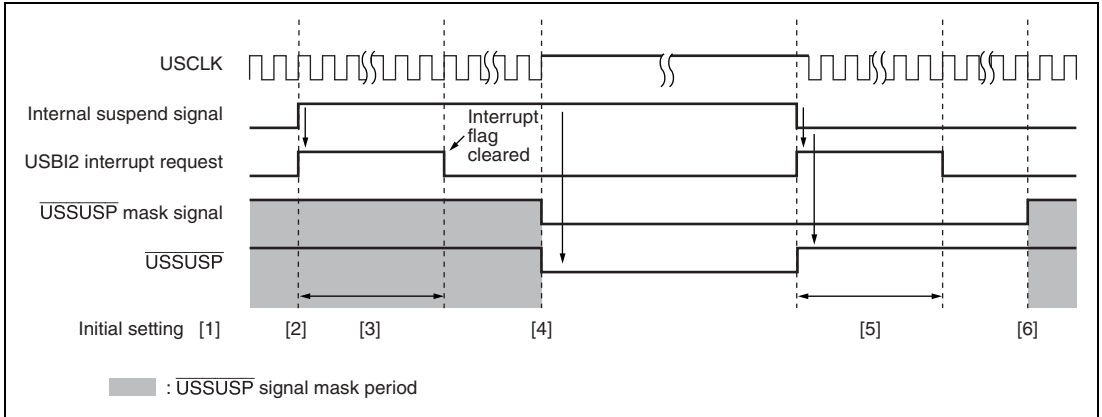 USCLK
Internal suspend signal
Interrupt
flag
cleared
USBI2 interrupt request
USSUSP mask signal
USSUSP
Initial setting [1] [2] [3] [4] [5] [6]
: USSUSP signal mask period